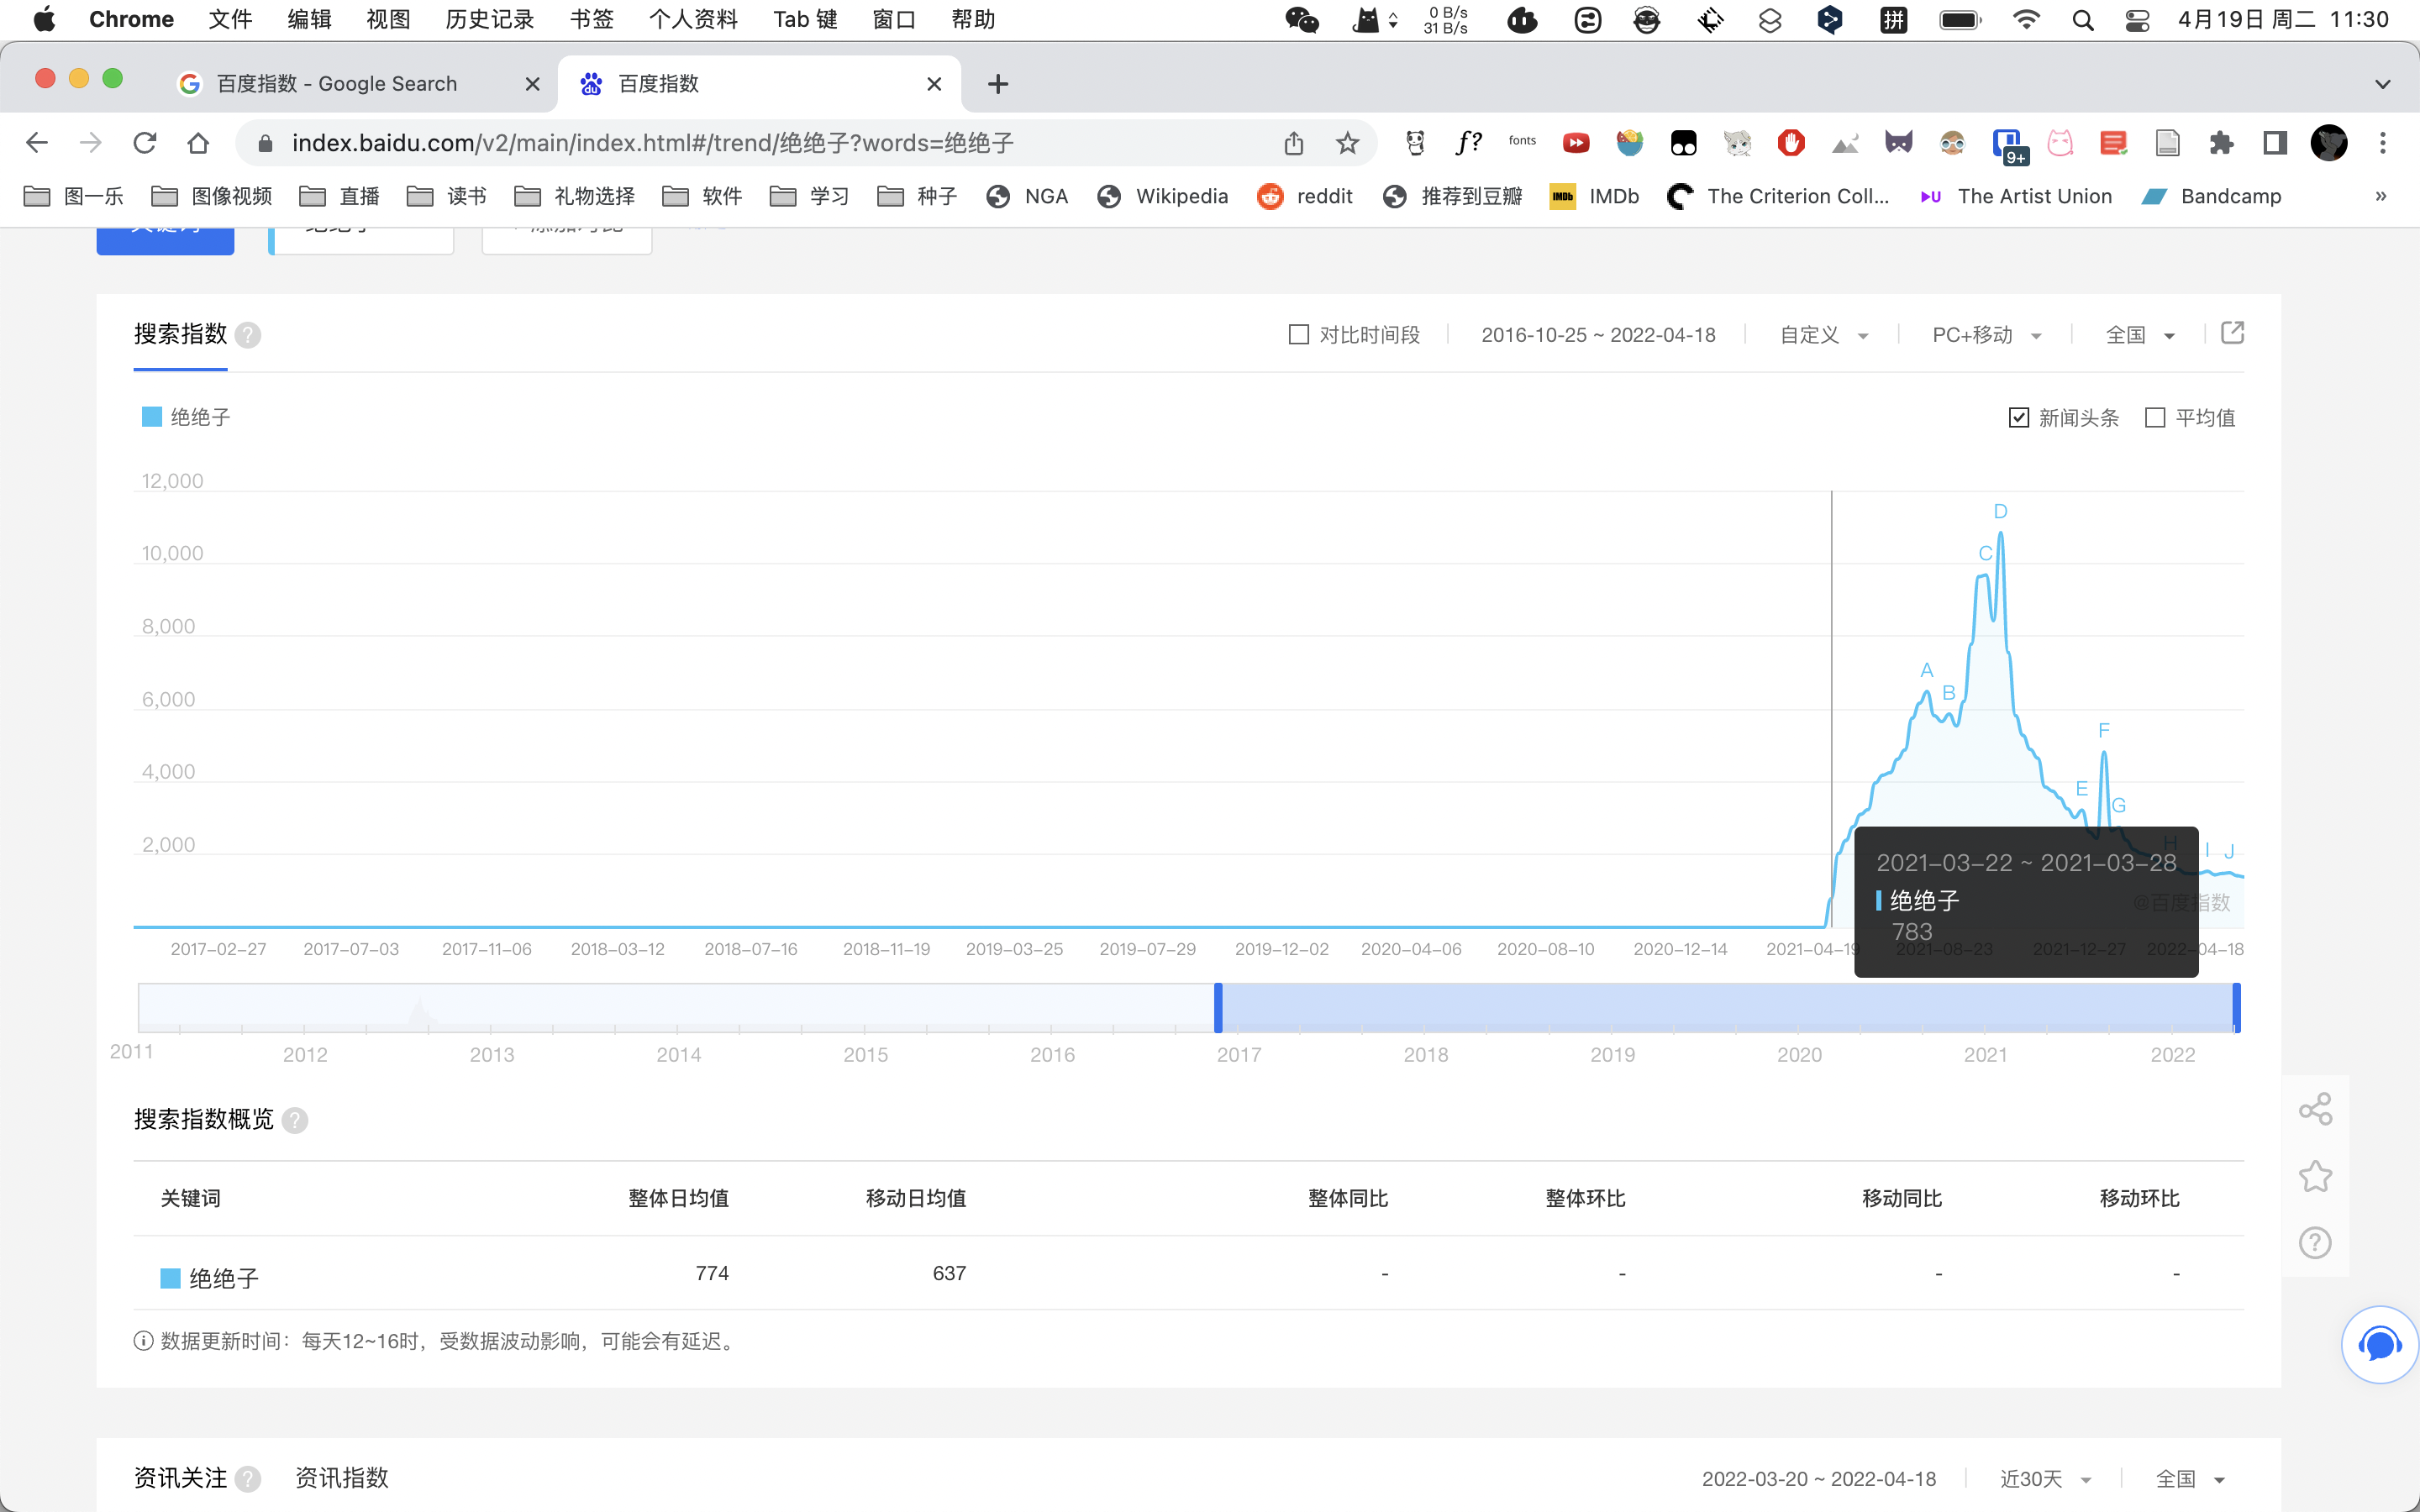 Chrome 文件 编辑 视图 历史记录 书签 个人资料 Tab 键 窗口 帮助 0 B/s 31 B/s 拼 4月19日 周二 11:30
百度指数 - Google Search 百度指数
index.baidu.com/v2/main/index.html#/trend/绝绝子?words=绝绝子 f? fonts 9+
图一乐 图像视频 直播 读书 礼物选择 软件 学习 种子 NGA Wikipedia reddit 推荐到豆瓣 IMDb The Criterion Coll... The Artist Union Bandcamp »
关键词 绝绝子 + 添加对比
搜索指数 ? 对比时间段 2016-10-25 ~ 2022-04-18 自定义 PC+移动 全国
绝绝子 新闻头条 平均值
12,000
10,000
8,000
6,000
4,000
2,000
A
B
C
D
E
F
G
H
I
J
2021-03-22 ~ 2021-03-28
绝绝子
783
@百度指数
2017-02-27 2017-07-03 2017-11-06 2018-03-12 2018-07-16 2018-11-19 2019-03-25 2019-07-29 2019-12-02 2020-04-06 2020-08-10 2020-12-14 2021-04-19 2021-08-23 2021-12-27 2022-04-18
2011 2012 2013 2014 2015 2016 2017 2018 2019 2020 2021 2022
搜索指数概览 ?
关键词 整体日均值 移动日均值 整体同比 整体环比 移动同比 移动环比
绝绝子 774 637 - - - -
数据更新时间：每天12~16时，受数据波动影响，可能会有延迟。
资讯关注 ? 资讯指数 2022-03-20 ~ 2022-04-18 近30天 全国